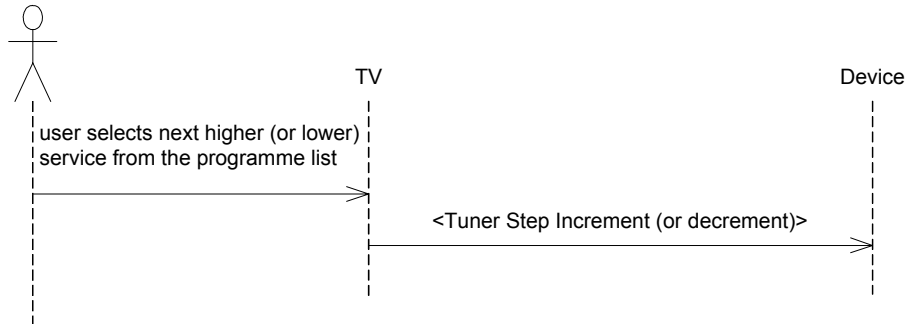 TV
Device
user selects next higher (or lower)
service from the programme list
<Tuner Step Increment (or decrement)>